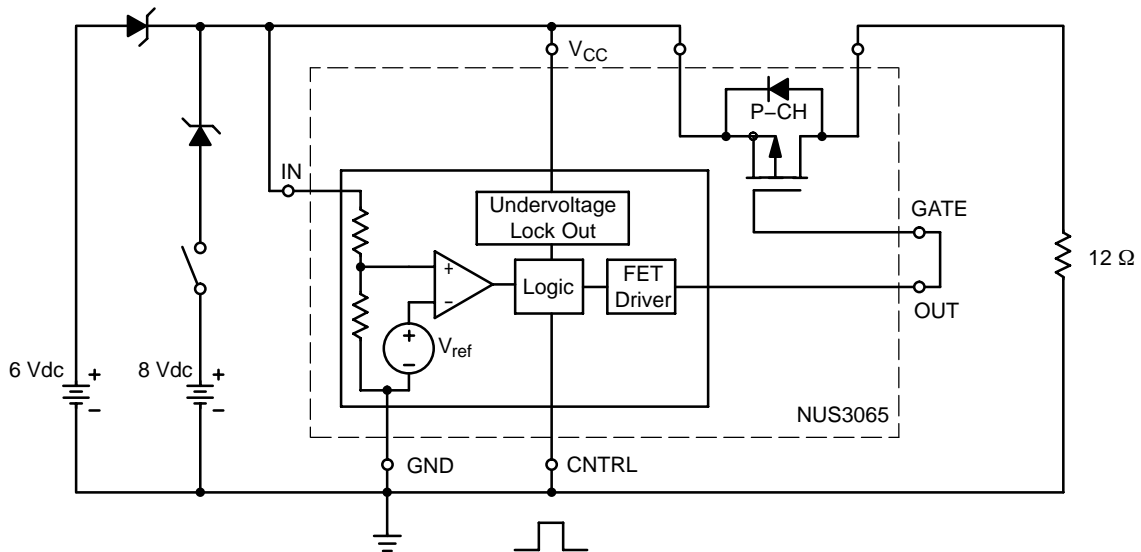 V_CC
P–CH
IN
Undervoltage
Lock Out
GATE
+
–
Logic
FET
Driver
12 Ω
OUT
+
–
V_ref
6 Vdc
+
–
8 Vdc
+
–
NUS3065
GND
CNTRL